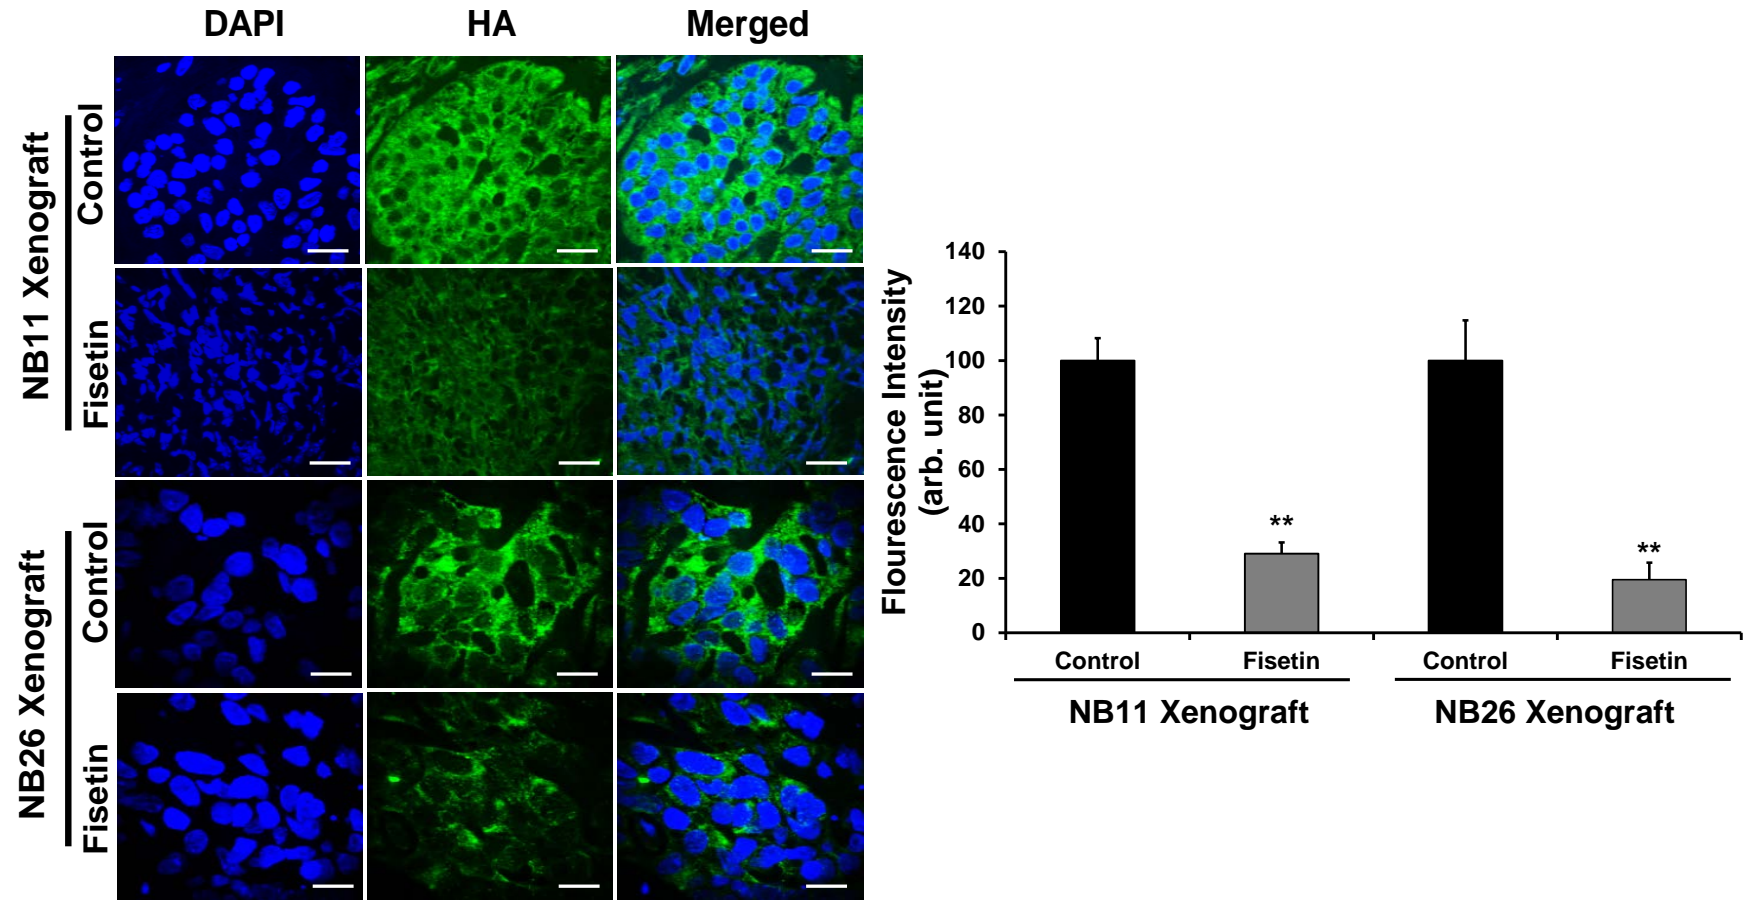 DAPI HA Merged
NB11 Xenograft
Control
Fisetin
NB26 Xenograft
Control
Fisetin
Flourescence Intensity
(arb. unit)
140
120
100
80
60
40
20
0
**
**
Control Fisetin Control Fisetin
NB11 Xenograft NB26 Xenograft